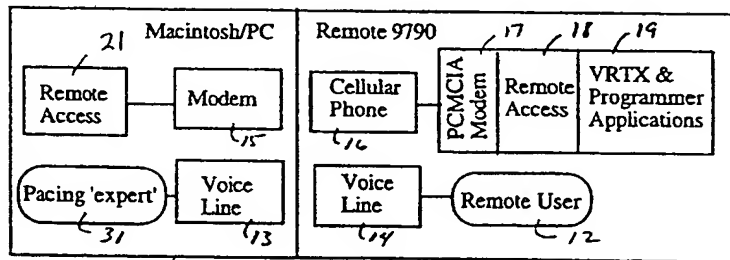 Macintosh/PC
21
Remote
Access
Modem
15
Pacing 'expert'
31
Voice
Line
13
Remote 9790
17
18
19
Cellular
Phone
16
PCMCIA
Modem
Remote
Access
VRTX &
Programmer
Applications
Voice
Line
14
Remote User
12